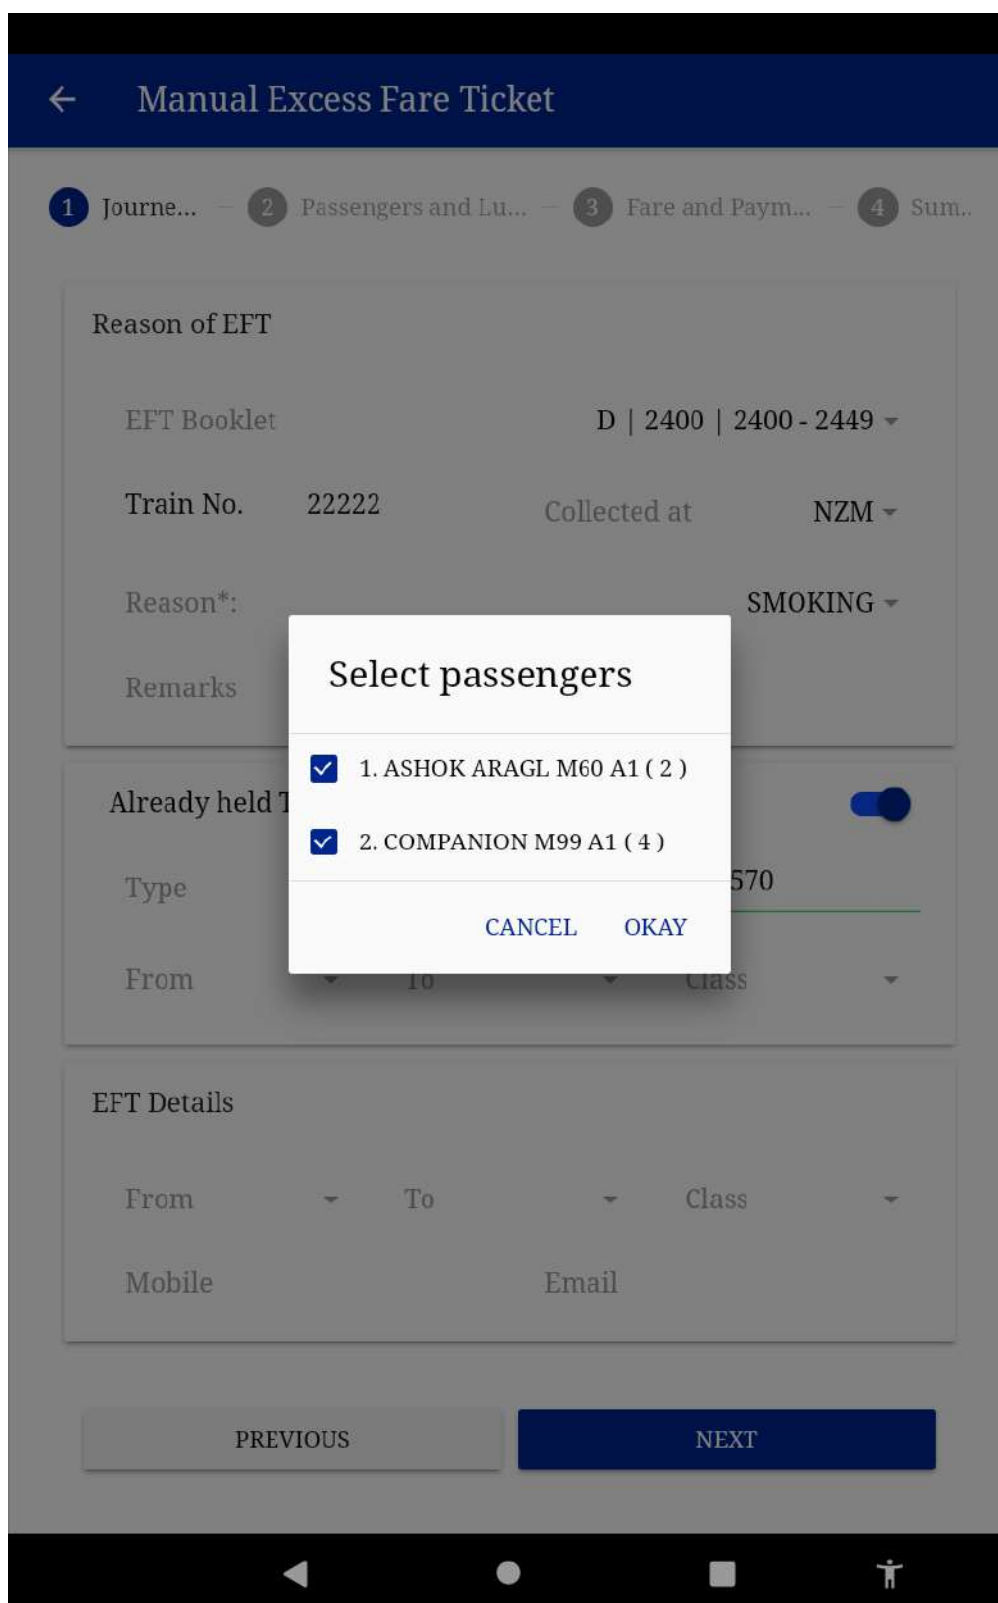 Manual Excess Fare Ticket
1 Journe... 2 Passengers and Lu... 3 Fare and Paym... 4 Sum..
Reason of EFT
EFT Booklet D | 2400 | 2400 - 2449
Train No. 22222 Collected at NZM
Reason*: SMOKING
Remarks
Select passengers
1. ASHOK ARAGL M60 A1 ( 2 )
2. COMPANION M99 A1 ( 4 )
CANCEL OKAY
Already held
Type 570
From To Class
EFT Details
From To Class
Mobile Email
PREVIOUS NEXT